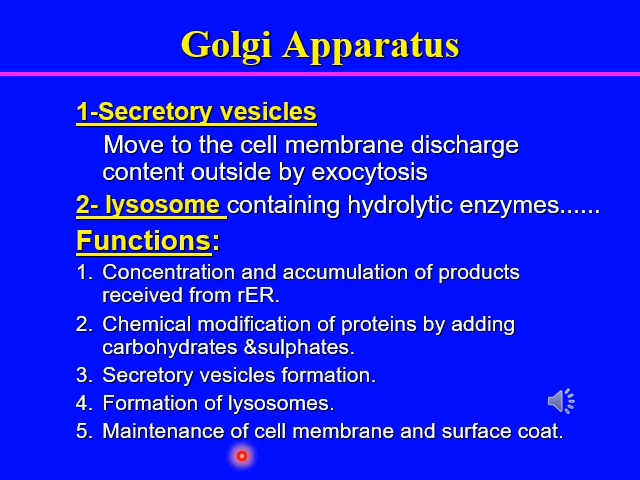 Golgi Apparatus
1-Secretory vesicles
Move to the cell membrane discharge
content outside by exocytosis
2- lysosome containing hydrolytic enzymes......
Functions:
1. Concentration and accumulation of products
received from rER.
2. Chemical modification of proteins by adding
carbohydrates &sulphates.
3. Secretory vesicles formation.
4. Formation of lysosomes.
5. Maintenance of cell membrane and surface coat.